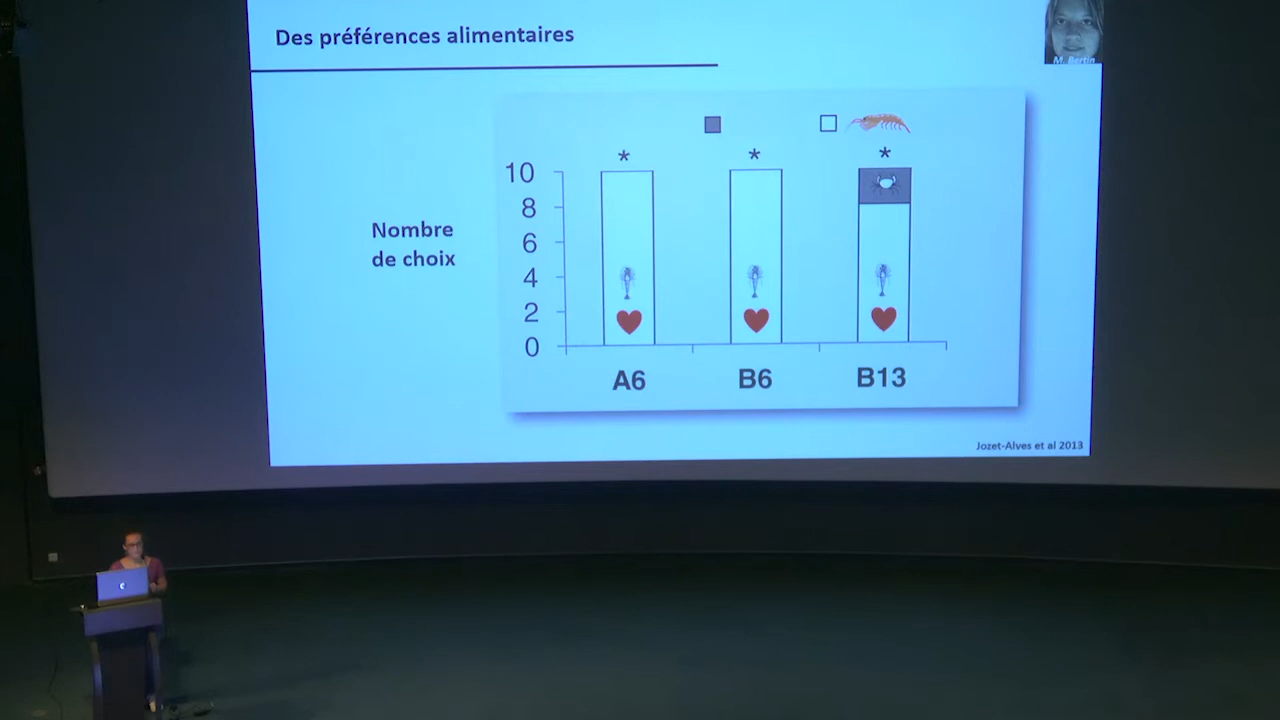 Des préférences alimentaires
M. Bertin
* * *
10
8
6
4
2
0
Nombre
de choix
A6 B6 B13
Jozet-Alves et al 2013